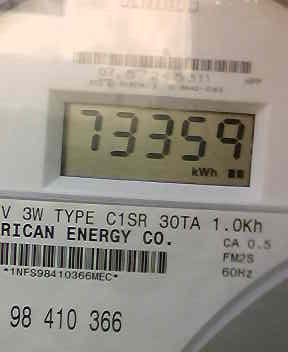 73359
kWh
V 3W TYPE C1SR 30TA 1.0Kh
RICAN ENERGY CO.
CA 0.5
FM2S
60Hz
*1NFS98410366MEC*
98 410 366